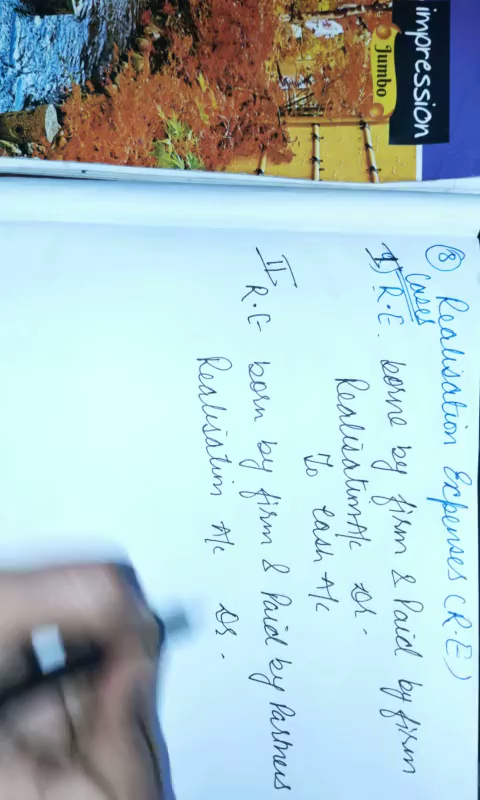 impression
Jumbo
8 Realisation Expenses (R.E)
Cases
I) R.E. borne by firm & Paid by firm
Realisation A/c Dr.
To Cash A/c
II R.E born by firm & Paid by Partners
Realisation A/c Dr.